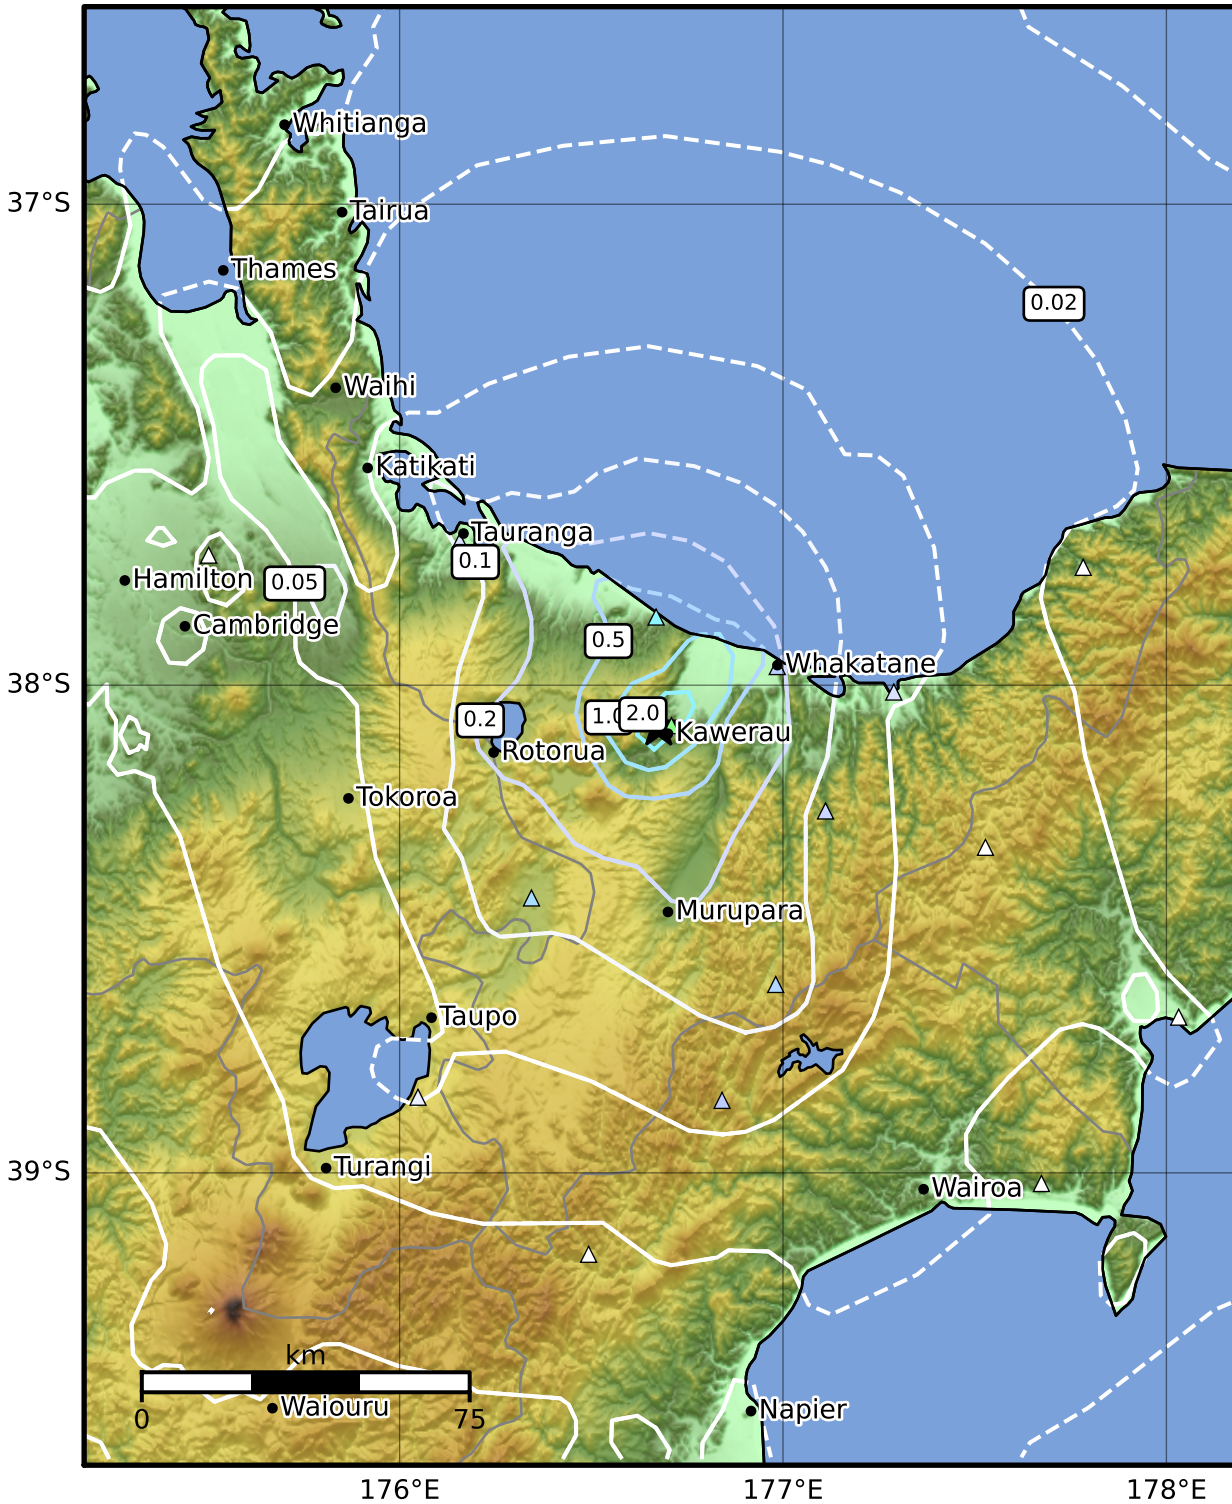 Whitianga
37°S
Tairua
Thames
0.02
Waihi
Katikati
Tauranga
0.1
Hamilton
0.05
Cambridge
0.5
Whakatane
38°S
0.2
1.0
2.0
Kawerau
Rotorua
Tokoroa
Murupara
Taupo
Turangi
39°S
Wairoa
km
0
75
Waiouru
Napier
176°E
177°E
178°E